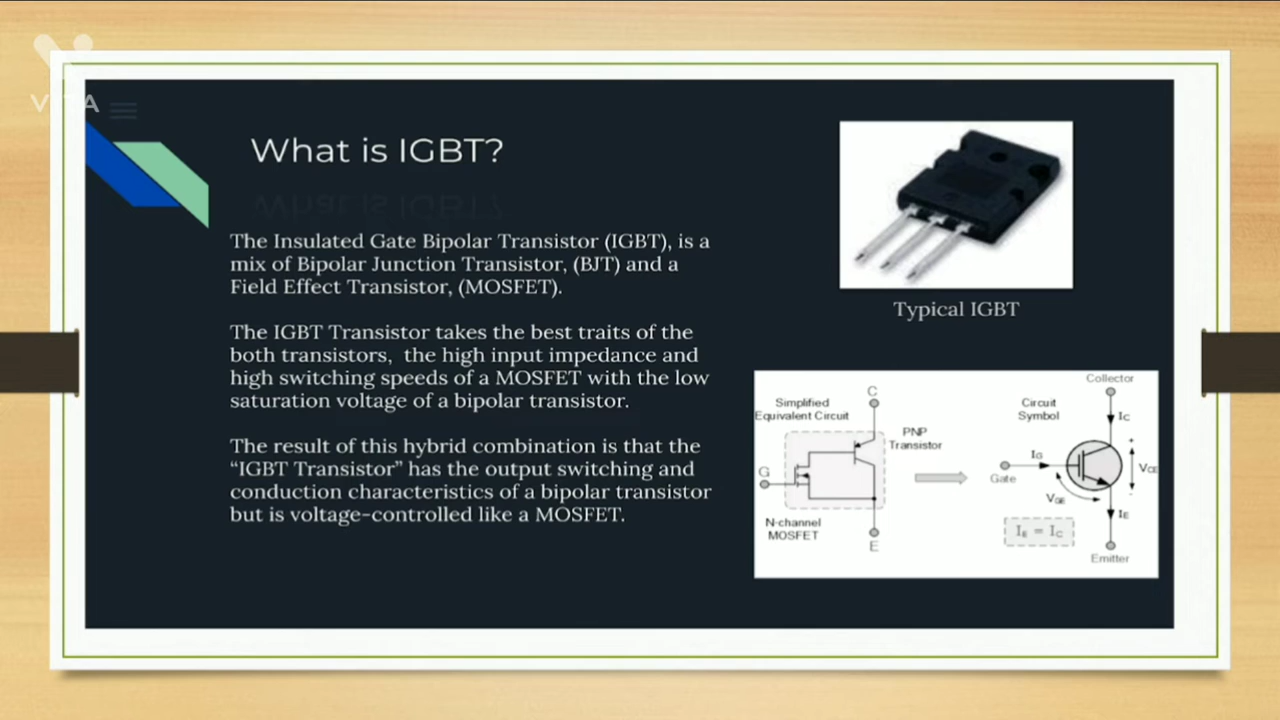 VITA
What is IGBT?
The Insulated Gate Bipolar Transistor (IGBT), is a
mix of Bipolar Junction Transistor, (BJT) and a
Field Effect Transistor, (MOSFET).
The IGBT Transistor takes the best traits of the
both transistors,  the high input impedance and
high switching speeds of a MOSFET with the low
saturation voltage of a bipolar transistor.
The result of this hybrid combination is that the
“IGBT Transistor” has the output switching and
conduction characteristics of a bipolar transistor
but is voltage-controlled like a MOSFET.
Typical IGBT
Simplified
Equivalent Circuit
C
PNP
Transistor
G
N-channel
MOSFET
E
Circuit
Symbol
Collector
IC
IG
Gate
VGE
VCE
IE
IE = IC
Emitter